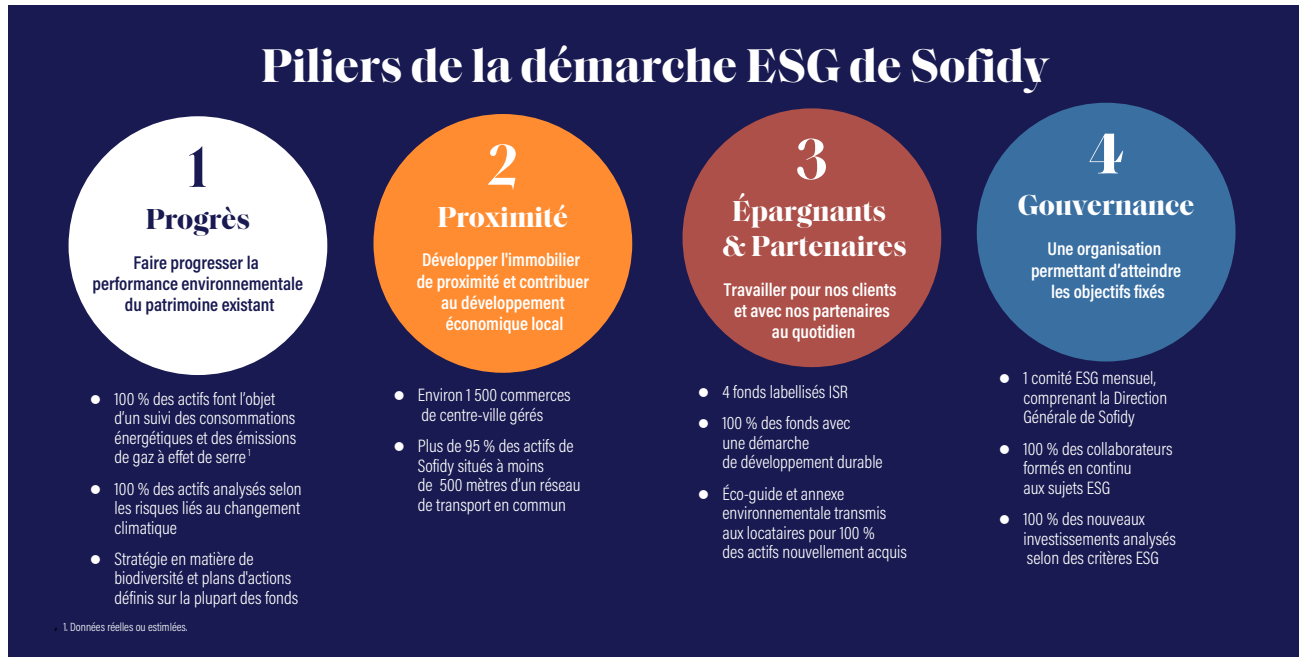 Piliers de la démarche ESG de Sofidy
1
Progrès
Faire progresser la
performance environnementale
du patrimoine existant
● 100 % des actifs font l'objet
d'un suivi des consommations
énergétiques et des émissions
de gaz à effet de serre¹
● 100 % des actifs analysés selon
les risques liés au changement
climatique
● Stratégie en matière de
biodiversité et plans d'actions
définis sur la plupart des fonds
2
Proximité
Développer l'immobilier
de proximité et contribuer
au développement
économique local
● Environ 1 500 commerces
de centre-ville gérés
● Plus de 95 % des actifs de
Sofidy situés à moins
de 500 mètres d'un réseau
de transport en commun
3
Épargnants
& Partenaires
Travailler pour nos clients
et avec nos partenaires
au quotidien
● 4 fonds labellisés ISR
● 100 % des fonds avec
une démarche
de développement durable
● Éco-guide et annexe
environnementale transmis
aux locataires pour 100 %
des actifs nouvellement acquis
4
Gouvernance
Une organisation
permettant d'atteindre
les objectifs fixés
● 1 comité ESG mensuel,
comprenant la Direction
Générale de Sofidy
● 100 % des collaborateurs
formés en continu
aux sujets ESG
● 100 % des nouveaux
investissements analysés
selon des critères ESG
1. Données réelles ou estimlées.